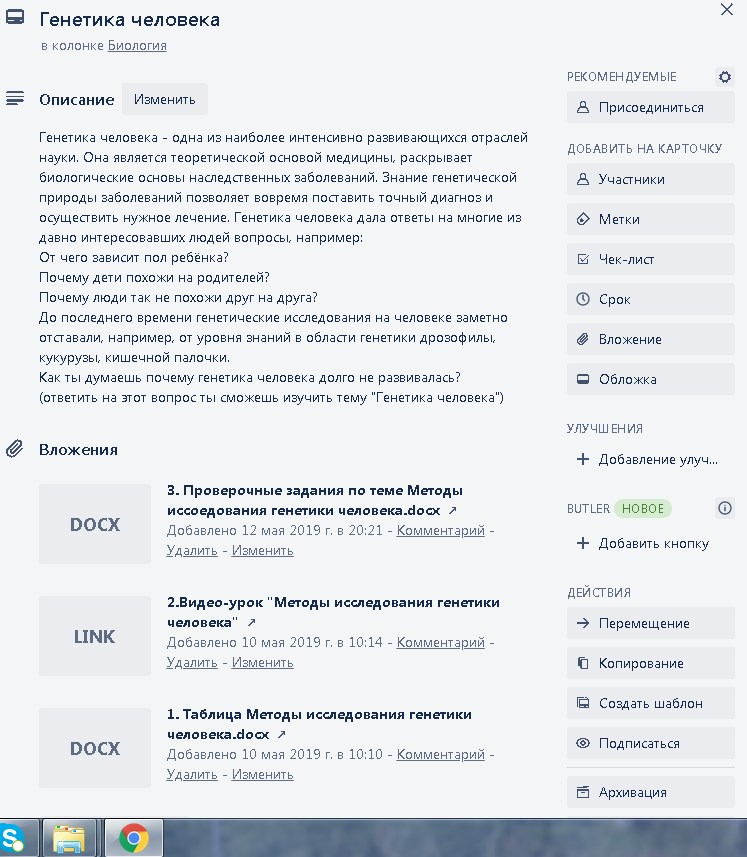 Генетика человека
в колонке Биология
Описание Изменить
Генетика человека - одна из наиболее интенсивно развивающихся отраслей
науки. Она является теоретической основой медицины, раскрывает
биологические основы наследственных заболеваний. Знание генетической
природы заболеваний позволяет вовремя поставить точный диагноз и
осуществить нужное лечение. Генетика человека дала ответы на многие из
давно интересовавших людей вопросы, например:
От чего зависит пол ребёнка?
Почему дети похожи на родителей?
Почему люди так не похожи друг на друга?
До последнего времени генетические исследования на человеке заметно
отставали, например, от уровня знаний в области генетики дрозофилы,
кукурузы, кишечной палочки.
Как ты думаешь почему генетика человека долго не развивалась?
(ответить на этот вопрос ты сможешь изучить тему "Генетика человека")
Вложения
DOCX
3. Проверочные задания по теме Методы
иссоедования генетики человека.docx ↗
Добавлено 12 мая 2019 г. в 20:21 - Комментарий -
Удалить - Изменить
LINK
2.Видео-урок "Методы исследования генетики
человека" ↗
Добавлено 10 мая 2019 г. в 10:14 - Комментарий -
Удалить - Изменить
DOCX
1. Таблица Методы исследования генетики
человека.docx ↗
Добавлено 10 мая 2019 г. в 10:10 - Комментарий -
Удалить - Изменить
РЕКОМЕНДУЕМЫЕ
Присоединиться
ДОБАВИТЬ НА КАРТОЧКУ
Участники
Метки
Чек-лист
Срок
Вложение
Обложка
УЛУЧШЕНИЯ
+ Добавление улуч...
BUTLER НОВОЕ
+ Добавить кнопку
ДЕЙСТВИЯ
Перемещение
Копирование
Создать шаблон
Подписаться
Архивация